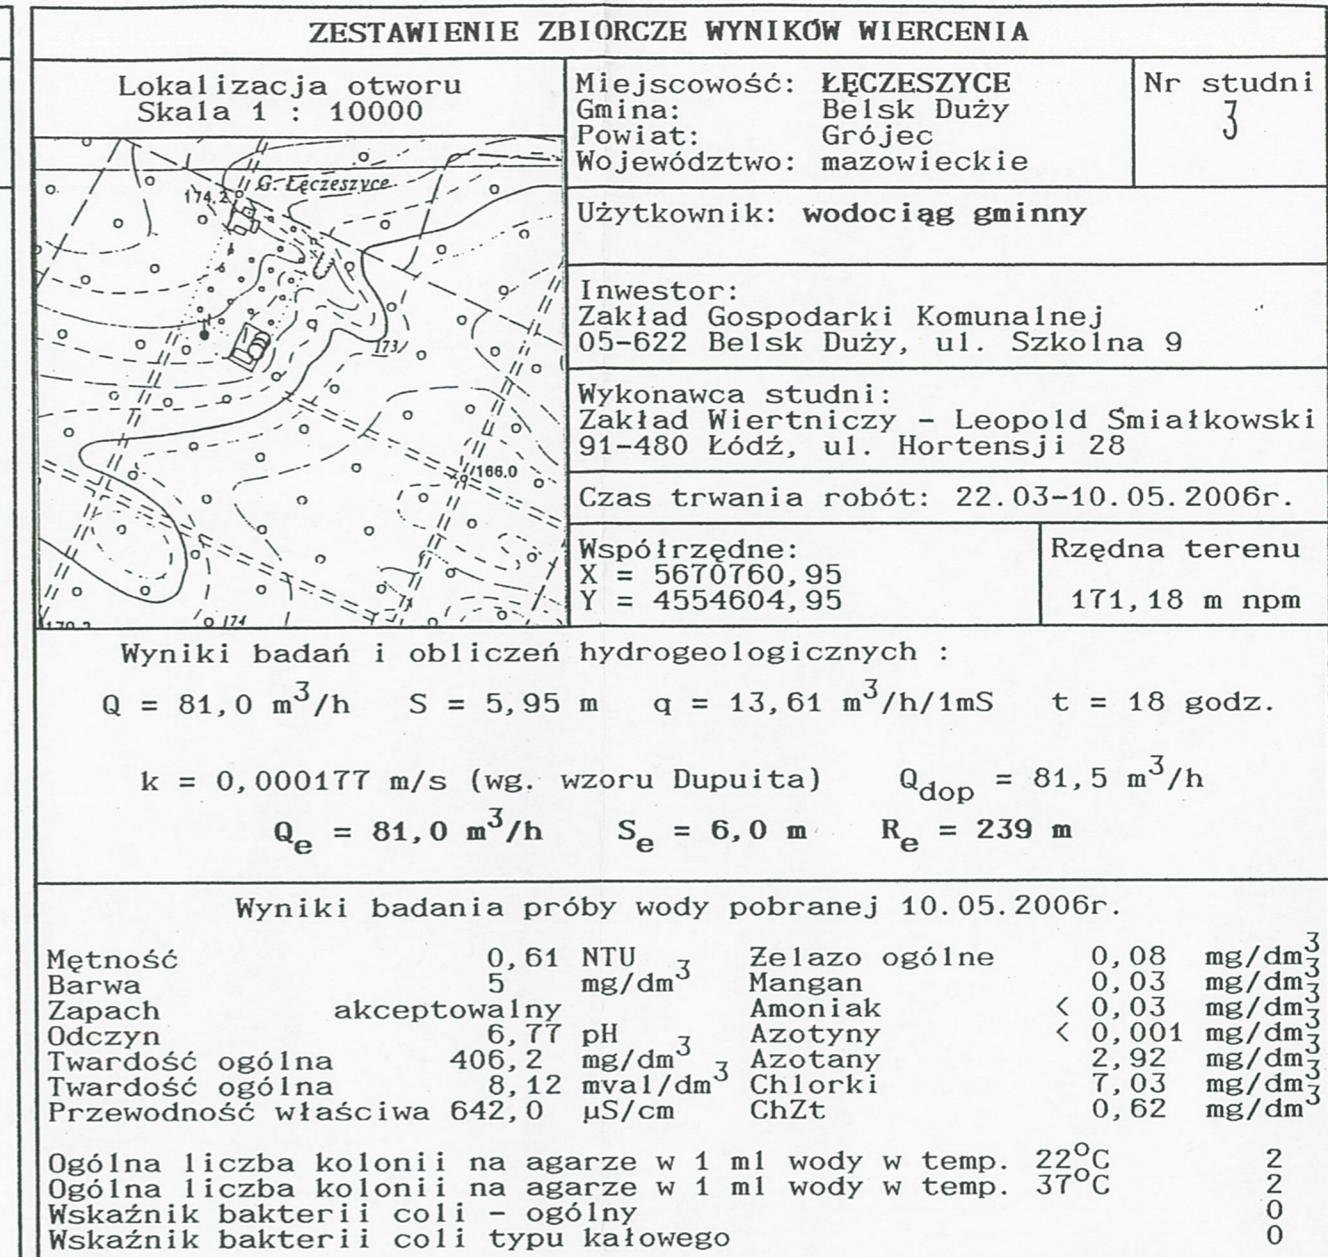 ZESTAWIENIE ZBIORCZE WYNIKÓW WIERCENIA
Lokalizacja otworu
Skala 1 : 10000
G. Łęczeszyce
174.2
173
166.0
174
Miejscowość: ŁĘCZESZYCE
Gmina: Belsk Duży
Powiat: Grójec
Województwo: mazowieckie
Nr studni
3
Użytkownik: wodociąg gminny
Inwestor:
Zakład Gospodarki Komunalnej
05-622 Belsk Duży, ul. Szkolna 9
Wykonawca studni:
Zakład Wiertniczy - Leopold Śmiałkowski
91-480 Łódź, ul. Hortensji 28
Czas trwania robót: 22.03-10.05.2006r.
Współrzędne:
X = 5670760,95
Y = 4554604,95
Rzędna terenu
171,18 m npm
Wyniki badań i obliczeń hydrogeologicznych :
Q = 81,0 m³/h S = 5,95 m q = 13,61 m³/h/1mS t = 18 godz.
k = 0,000177 m/s (wg. wzoru Dupuita) Qdop = 81,5 m³/h
Qe = 81,0 m³/h Se = 6,0 m Re = 239 m
Wyniki badania próby wody pobranej 10.05.2006r.
Mętność 0,61 NTU Żelazo ogólne 0,08 mg/dm³
Barwa 5 mg/dm³ Mangan 0,03 mg/dm³
Zapach akceptowalny Amoniak < 0,03 mg/dm³
Odczyn 6,77 pH Azotyny < 0,001 mg/dm³
Twardość ogólna 406,2 mg/dm³ Azotany 2,92 mg/dm³
Twardość ogólna 8,12 mval/dm³ Chlorki 7,03 mg/dm³
Przewodność właściwa 642,0 µS/cm ChZt 0,62 mg/dm³
Ogólna liczba kolonii na agarze w 1 ml wody w temp. 22°C 2
Ogólna liczba kolonii na agarze w 1 ml wody w temp. 37°C 2
Wskaźnik bakterii coli - ogólny 0
Wskaźnik bakterii coli typu kałowego 0